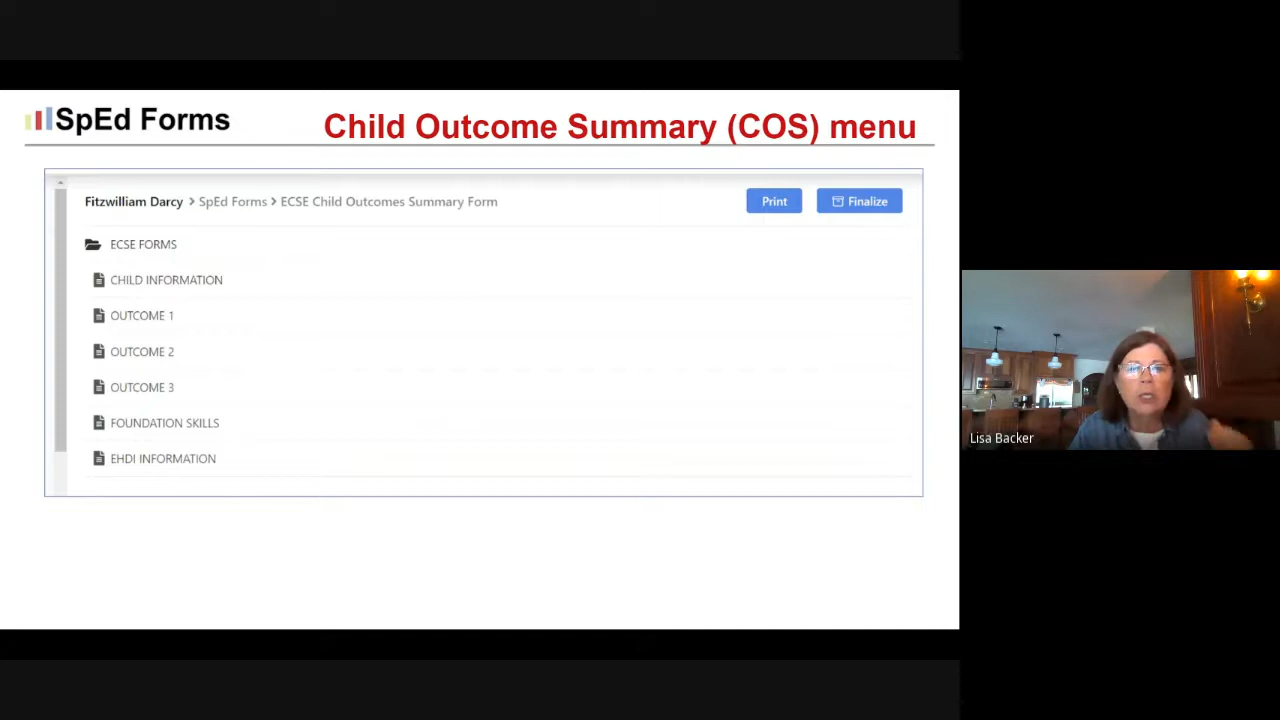 SpEd Forms
Child Outcome Summary (COS) menu
Fitzwilliam Darcy > SpEd Forms > ECSE Child Outcomes Summary Form
Print
Finalize
ECSE FORMS
CHILD INFORMATION
OUTCOME 1
OUTCOME 2
OUTCOME 3
FOUNDATION SKILLS
EHDI INFORMATION
Lisa Backer